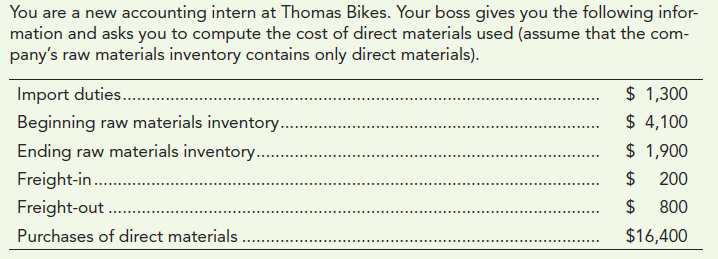 You are a new accounting intern at Thomas Bikes. Your boss gives you the following infor-
mation and asks you to compute the cost of direct materials used (assume that the com-
pany's raw materials inventory contains only direct materials).
Import duties................................................................................................ $ 1,300
Beginning raw materials inventory................................................................ $ 4,100
Ending raw materials inventory..................................................................... $ 1,900
Freight-in...................................................................................................... $ 200
Freight-out ................................................................................................... $ 800
Purchases of direct materials ....................................................................... $16,400